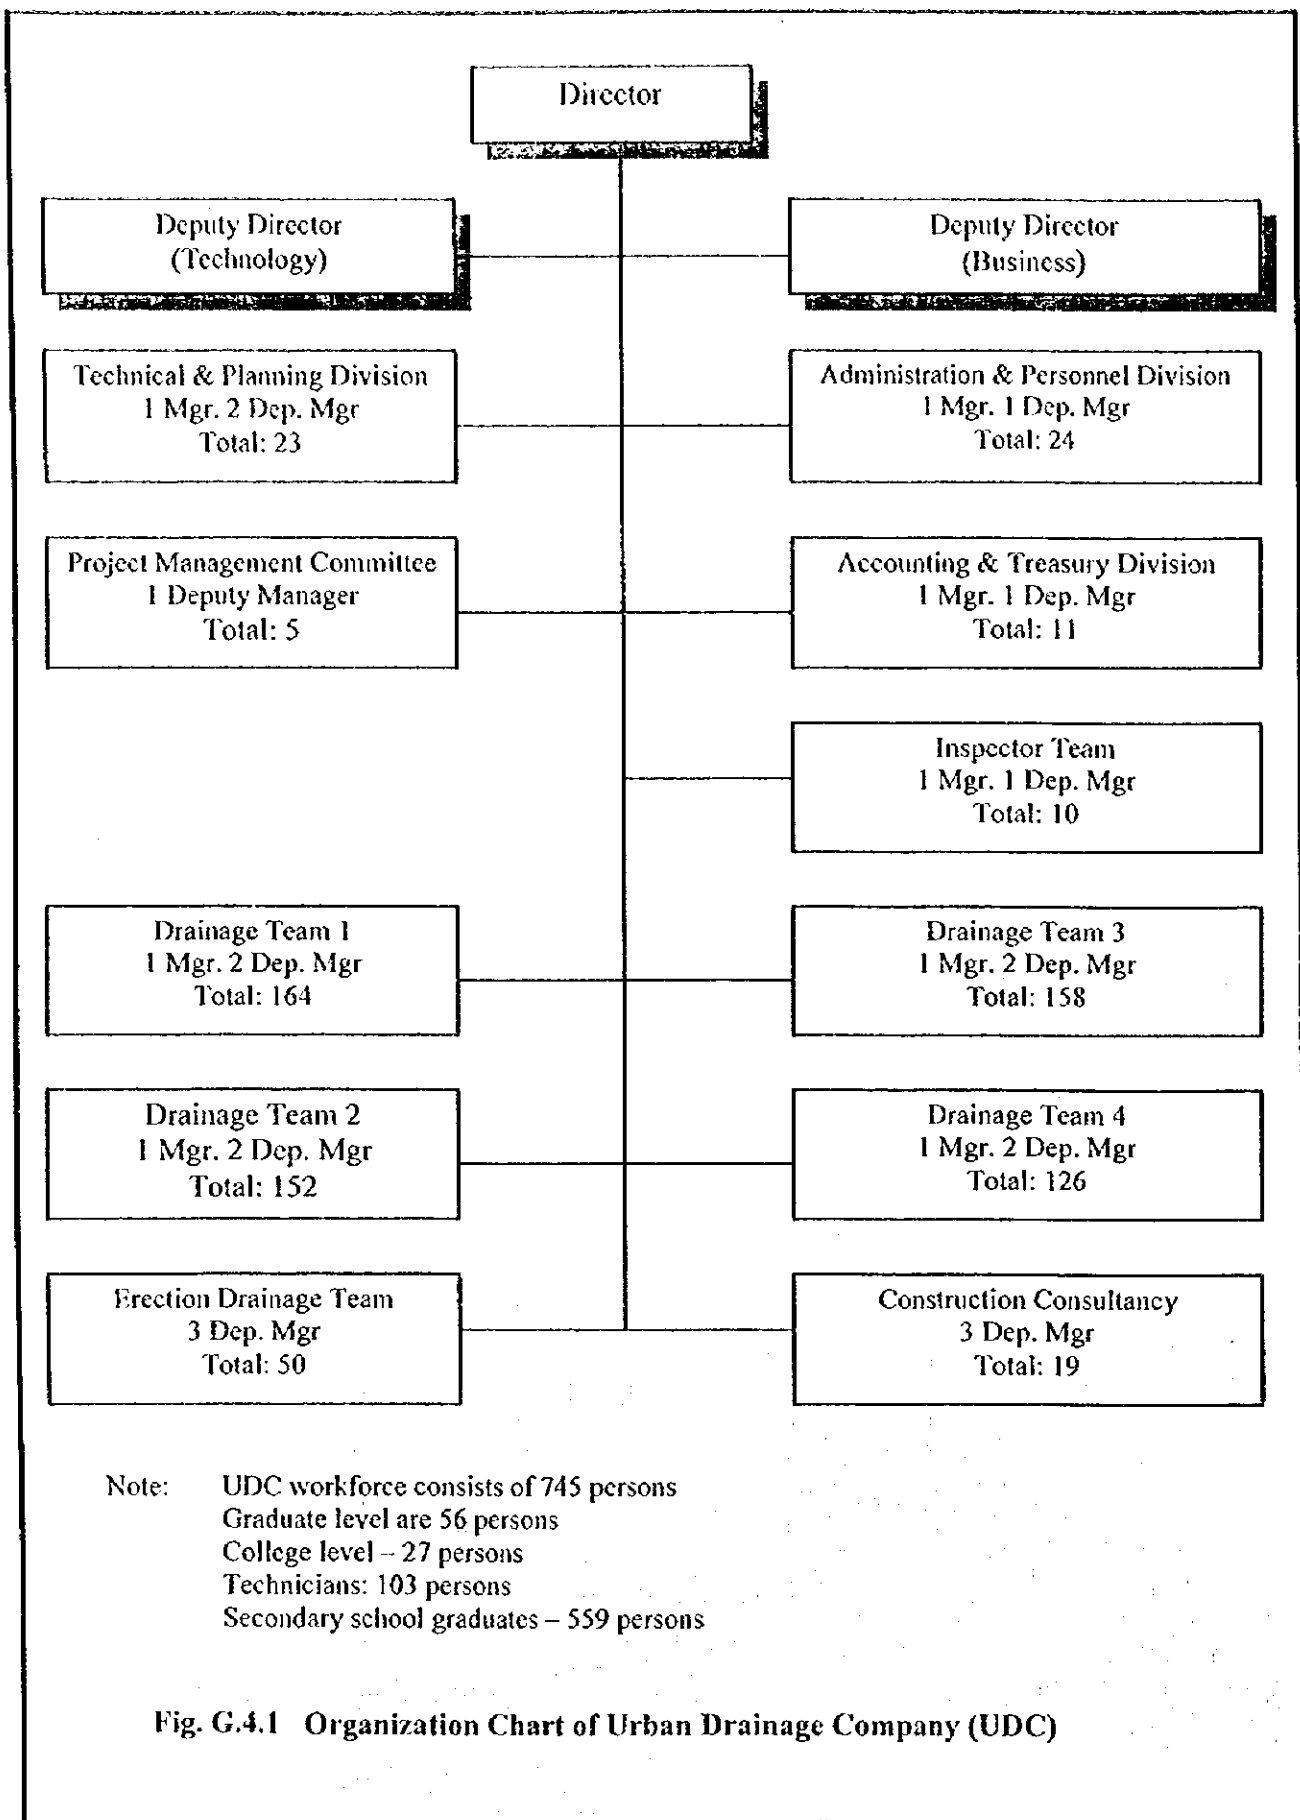 Director
Deputy Director
(Technology)
Deputy Director
(Business)
Technical & Planning Division
1 Mgr. 2 Dep. Mgr
Total: 23
Administration & Personnel Division
1 Mgr. 1 Dep. Mgr
Total: 24
Project Management Committee
1 Deputy Manager
Total: 5
Accounting & Treasury Division
1 Mgr. 1 Dep. Mgr
Total: 11
Inspector Team
1 Mgr. 1 Dep. Mgr
Total: 10
Drainage Team 1
1 Mgr. 2 Dep. Mgr
Total: 164
Drainage Team 3
1 Mgr. 2 Dep. Mgr
Total: 158
Drainage Team 2
1 Mgr. 2 Dep. Mgr
Total: 152
Drainage Team 4
1 Mgr. 2 Dep. Mgr
Total: 126
Erection Drainage Team
3 Dep. Mgr
Total: 50
Construction Consultancy
3 Dep. Mgr
Total: 19
Note: UDC workforce consists of 745 persons
Graduate level are 56 persons
College level – 27 persons
Technicians: 103 persons
Secondary school graduates – 559 persons
Fig. G.4.1 Organization Chart of Urban Drainage Company (UDC)